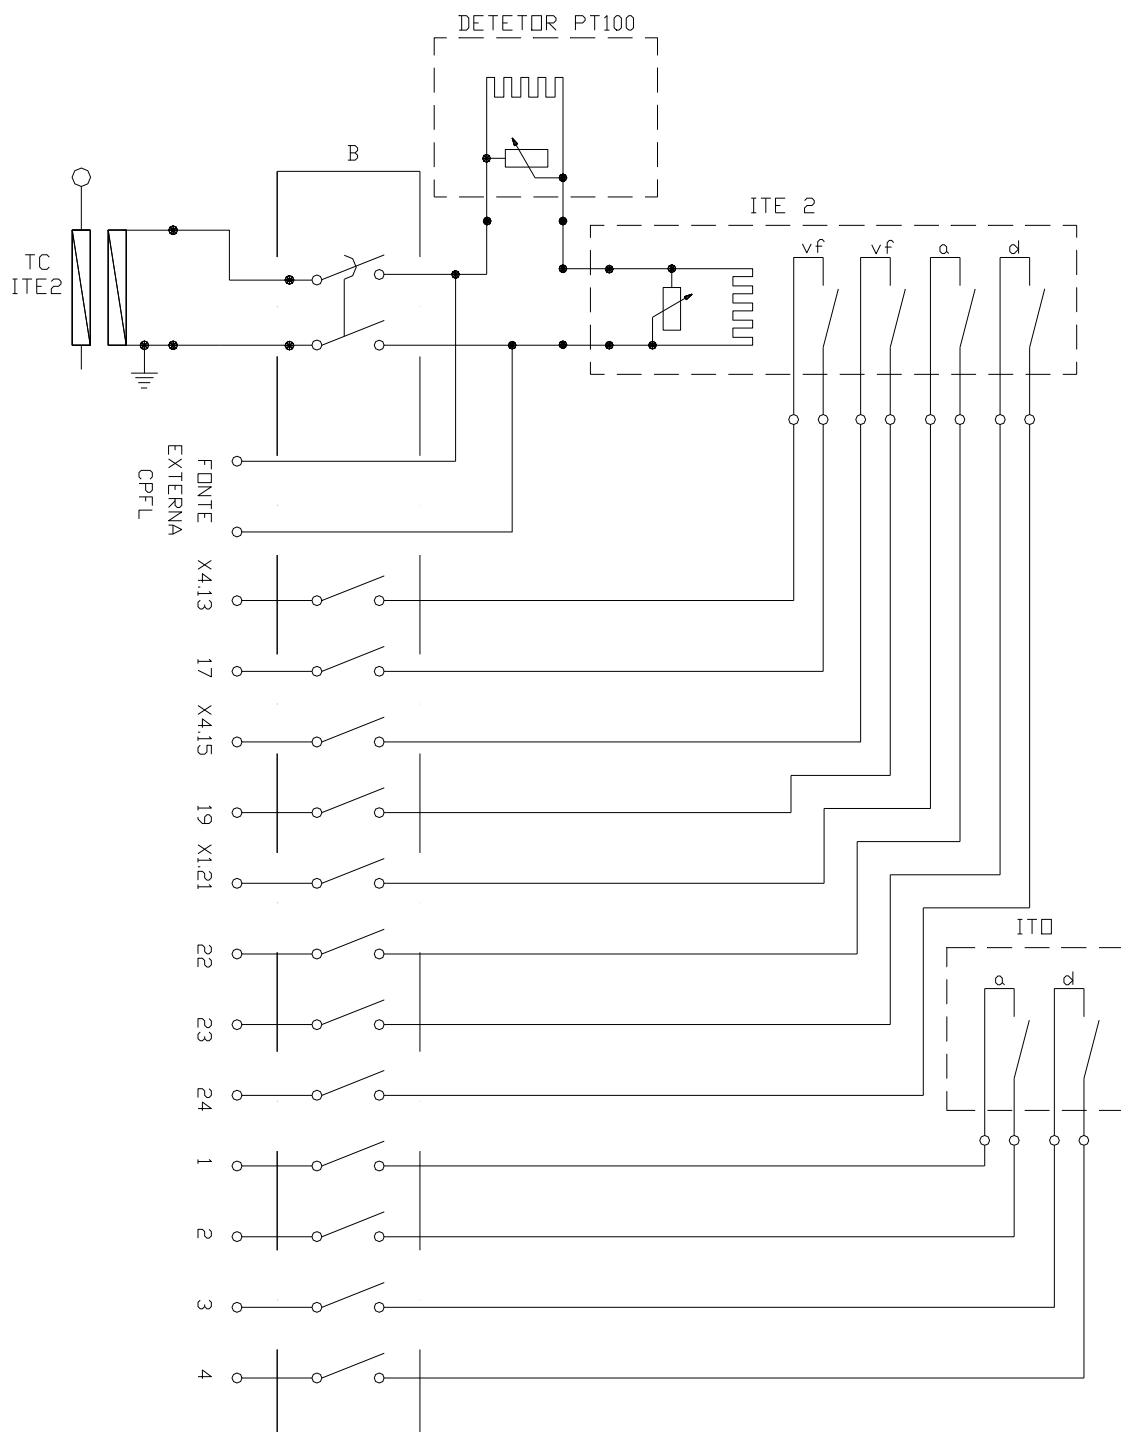 DETETOR PT100
B
ITE 2
vf
vf
a
d
TC
ITE2
FONTE
EXTERNA
CPFL
X4.13
17
X4.15
19
X1.21
22
23
24
ITO
a
d
1
2
3
4